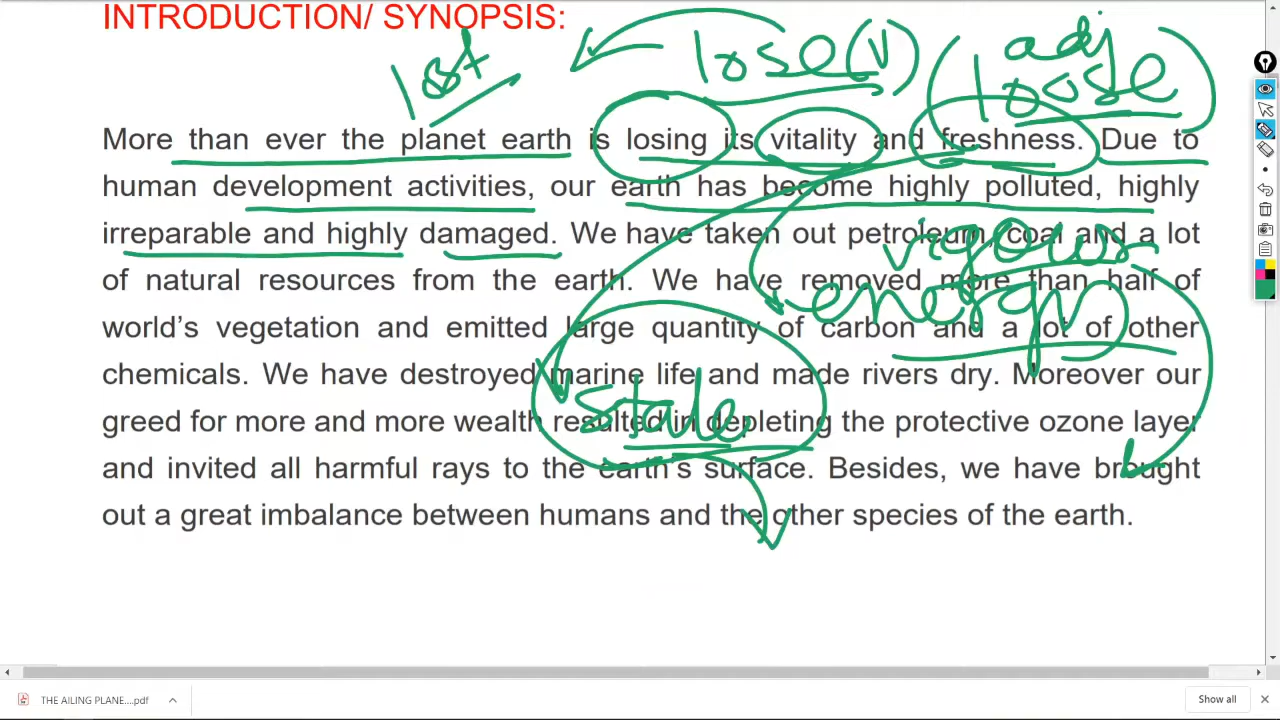 INTRODUCTION/ SYNOPSIS:
lost
lose(v)
adj
loose
More than ever the planet earth is losing its vitality and freshness. Due to
human development activities, our earth has become highly polluted, highly
irreparable and highly damaged. We have taken out petroleum, coal and a lot
vigour
of natural resources from the earth. We have removed more than half of
energy
world's vegetation and emitted large quantity of carbon and a lot of other
chemicals. We have destroyed marine life and made rivers dry. Moreover our
stale
greed for more and more wealth resulted in depleting the protective ozone layer
and invited all harmful rays to the earth's surface. Besides, we have brought
out a great imbalance between humans and the other species of the earth.
THE AILING PLANE....pdf
Show all